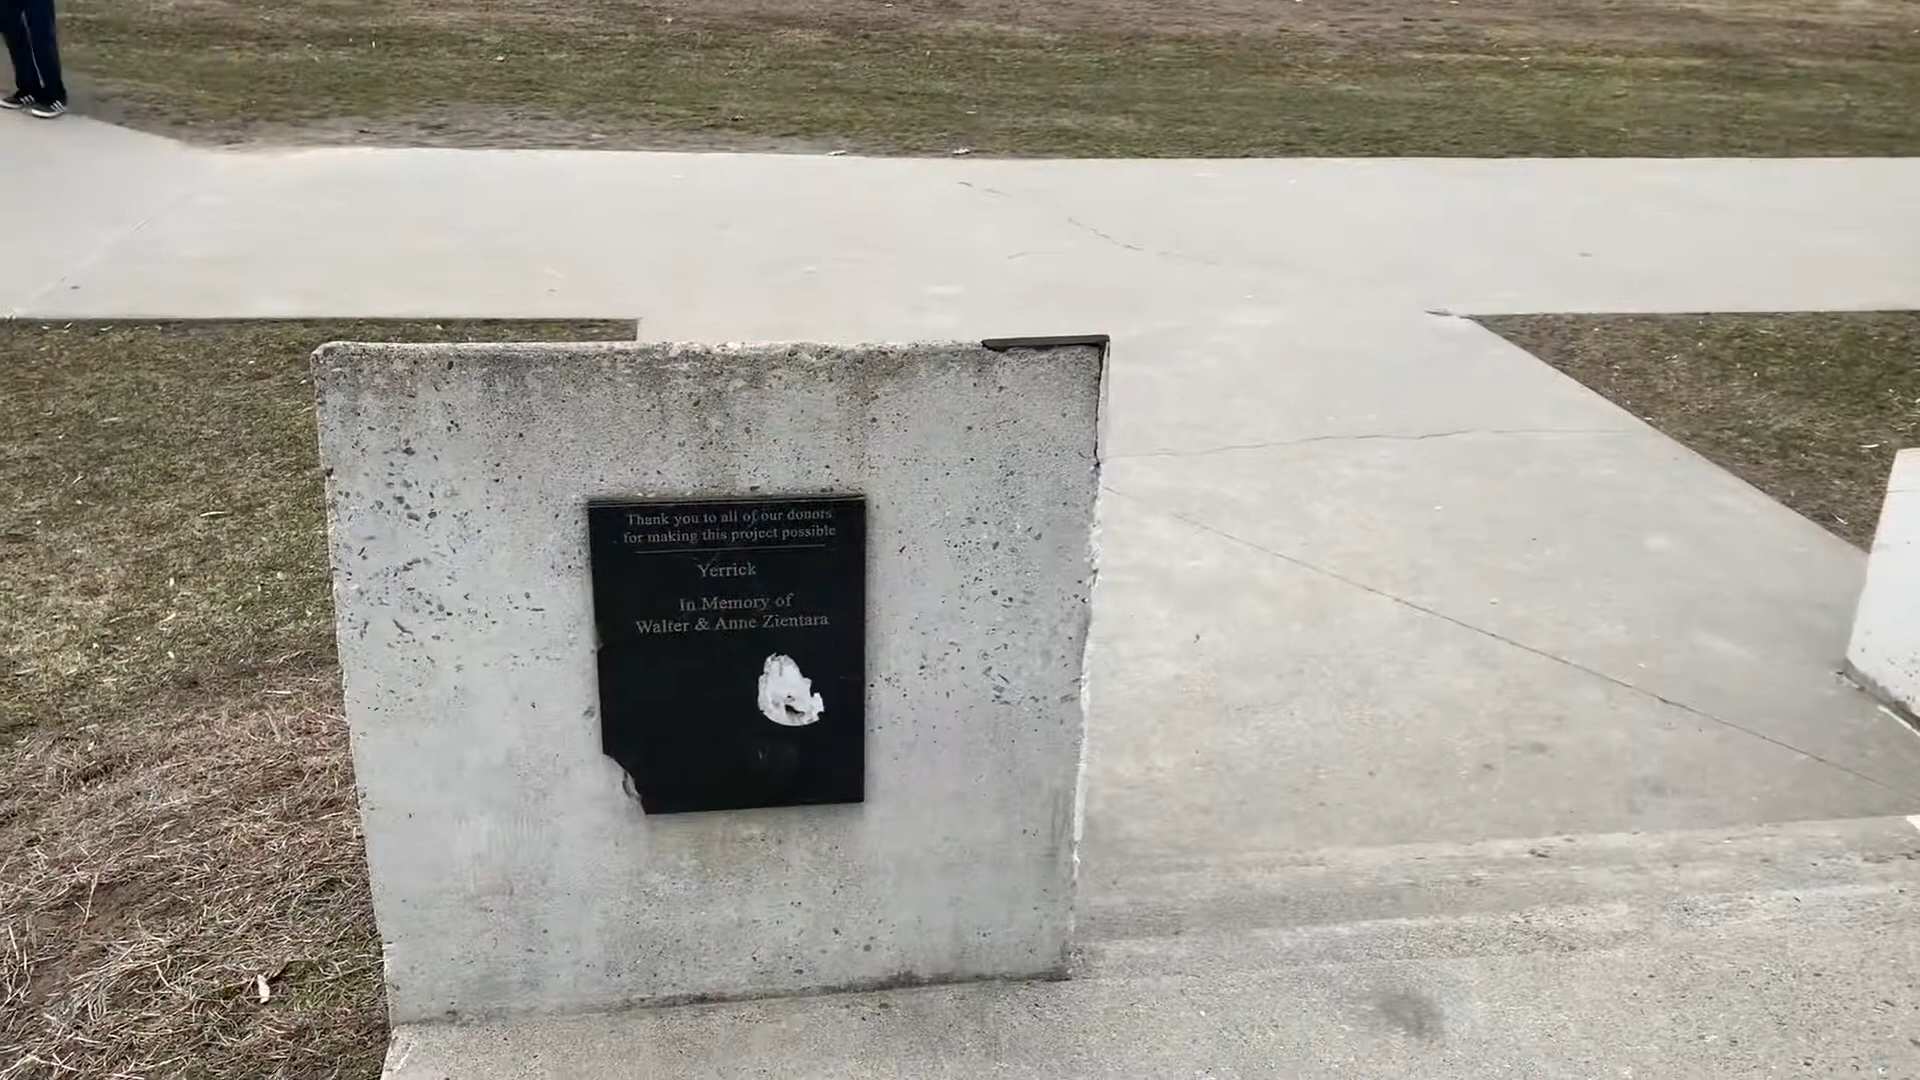 Thank you to all of our donors
for making this project possible
Yerrick
In Memory of
Walter & Anne Zientara